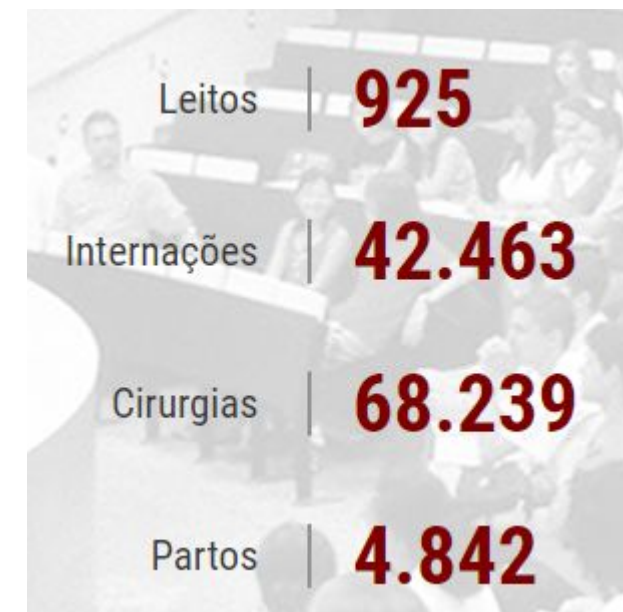 Leitos 925
Internações 42.463
Cirurgias 68.239
Partos 4.842